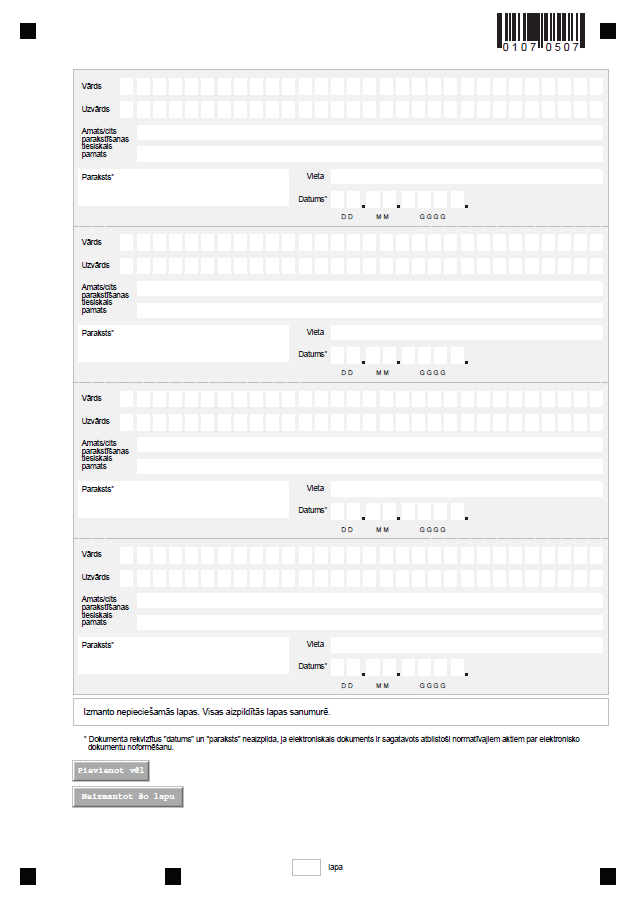 0107 0507
Vārds
Uzvārds
Amats/cits
parakstīšanas
tiesiskais
pamats
Paraksts*
Vieta
Datums*
. . .
DD MM GGGG
Vārds
Uzvārds
Amats/cits
parakstīšanas
tiesiskais
pamats
Paraksts*
Vieta
Datums*
. . .
DD MM GGGG
Vārds
Uzvārds
Amats/cits
parakstīšanas
tiesiskais
pamats
Paraksts*
Vieta
Datums*
. . .
DD MM GGGG
Vārds
Uzvārds
Amats/cits
parakstīšanas
tiesiskais
pamats
Paraksts*
Vieta
Datums*
. . .
DD MM GGGG
Izmanto nepieciešamās lapas. Visas aizpildītās lapas sanumurē.
* Dokumenta rekvizītus "datums" un "paraksts" neaizpilda, ja elektroniskais dokuments ir sagatavots atbilstoši normatīvajiem aktiem par elektronisko
dokumentu noformēšanu.
Pievienot vēl
Neizmantot šo lapu
lapa